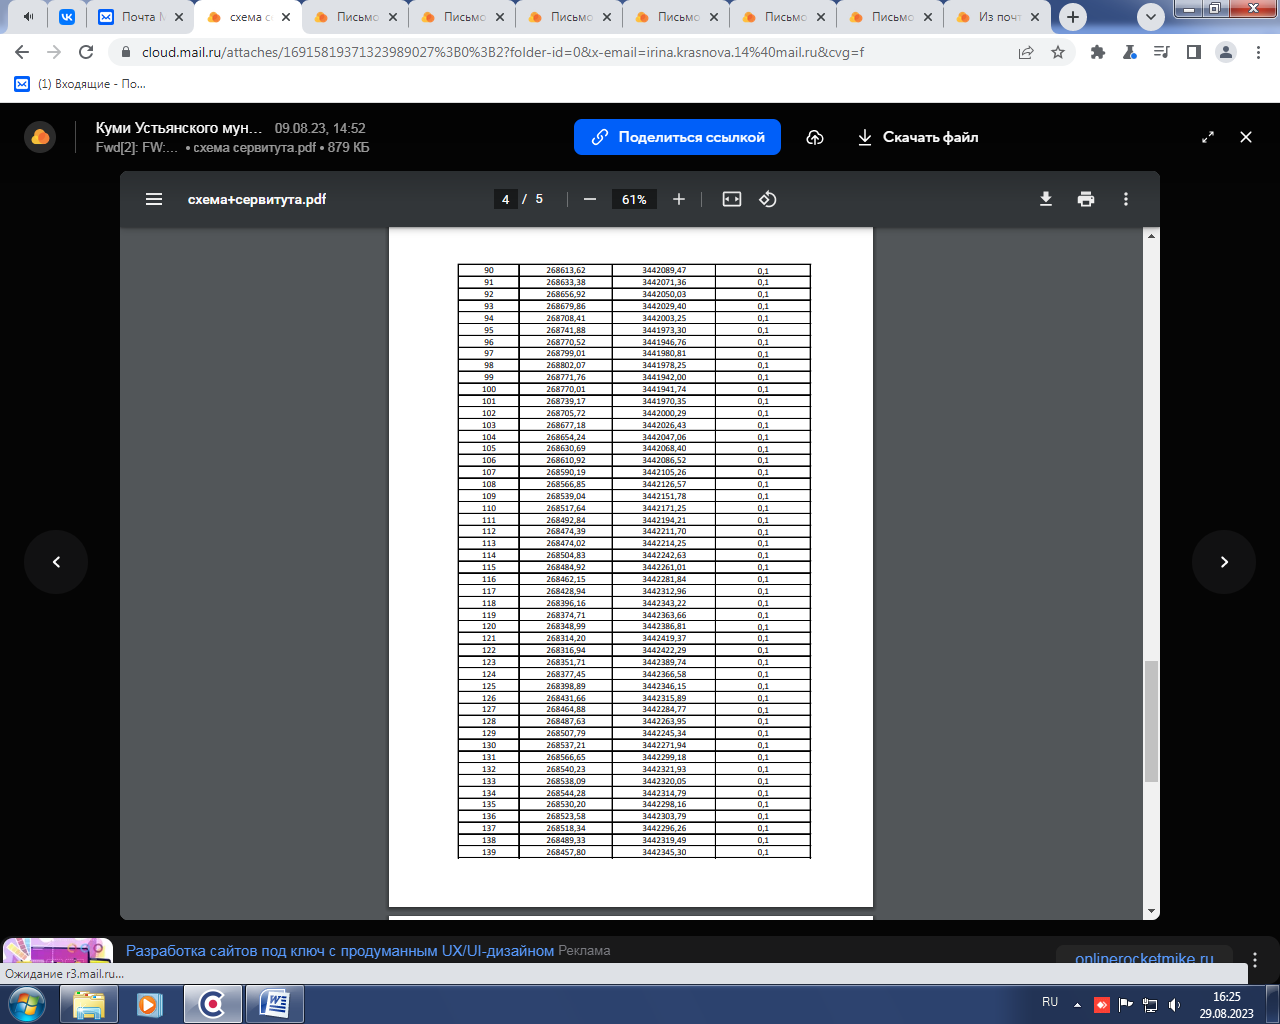 Почта М
схема с
Письмо
Письмо
Письмо
Письмо
Письмо
Письмо
Из почт
cloud.mail.ru/attaches/16915819371323989027%3B0%3B2?folder-id=0&x-email=irina.krasnova.14%40mail.ru&cvg=f
(1) Входящие - По...
Куми Устьянского мун... 09.08.23, 14:52
Fwd[2]: FW:... • схема сервитута.pdf • 879 КБ
Поделиться ссылкой
Скачать файл
схема+сервитута.pdf
4 / 5
61%
90 268613,62 3442089,47 0,1
91 268633,38 3442071,36 0,1
92 268656,92 3442050,03 0,1
93 268679,86 3442029,40 0,1
94 268708,41 3442003,25 0,1
95 268741,88 3441973,30 0,1
96 268770,52 3441946,76 0,1
97 268799,01 3441980,81 0,1
98 268802,07 3441978,25 0,1
99 268771,76 3441942,00 0,1
100 268770,01 3441941,74 0,1
101 268739,17 3441970,35 0,1
102 268705,72 3442000,29 0,1
103 268677,18 3442026,43 0,1
104 268654,24 3442047,06 0,1
105 268630,69 3442068,40 0,1
106 268610,92 3442086,52 0,1
107 268590,19 3442105,26 0,1
108 268566,85 3442126,57 0,1
109 268539,04 3442151,78 0,1
110 268517,64 3442171,25 0,1
111 268492,84 3442194,21 0,1
112 268474,39 3442211,70 0,1
113 268474,02 3442214,25 0,1
114 268504,83 3442242,63 0,1
115 268484,92 3442261,01 0,1
116 268462,15 3442281,84 0,1
117 268428,94 3442312,96 0,1
118 268396,16 3442343,22 0,1
119 268374,71 3442363,66 0,1
120 268348,99 3442386,81 0,1
121 268314,20 3442419,37 0,1
122 268316,94 3442422,29 0,1
123 268351,71 3442389,74 0,1
124 268377,45 3442366,58 0,1
125 268398,89 3442346,15 0,1
126 268431,66 3442315,89 0,1
127 268464,88 3442284,77 0,1
128 268487,63 3442263,95 0,1
129 268507,79 3442245,34 0,1
130 268537,21 3442271,94 0,1
131 268566,65 3442299,18 0,1
132 268540,23 3442321,93 0,1
133 268538,09 3442320,05 0,1
134 268544,28 3442314,79 0,1
135 268530,20 3442298,16 0,1
136 268523,58 3442303,79 0,1
137 268518,34 3442296,26 0,1
138 268489,33 3442319,49 0,1
139 268457,80 3442345,30 0,1
Разработка сайтов под ключ с продуманным UX/UI-дизайном Реклама
onlinerocketmike.ru
Ожидание r3.mail.ru...
RU
16:25
29.08.2023